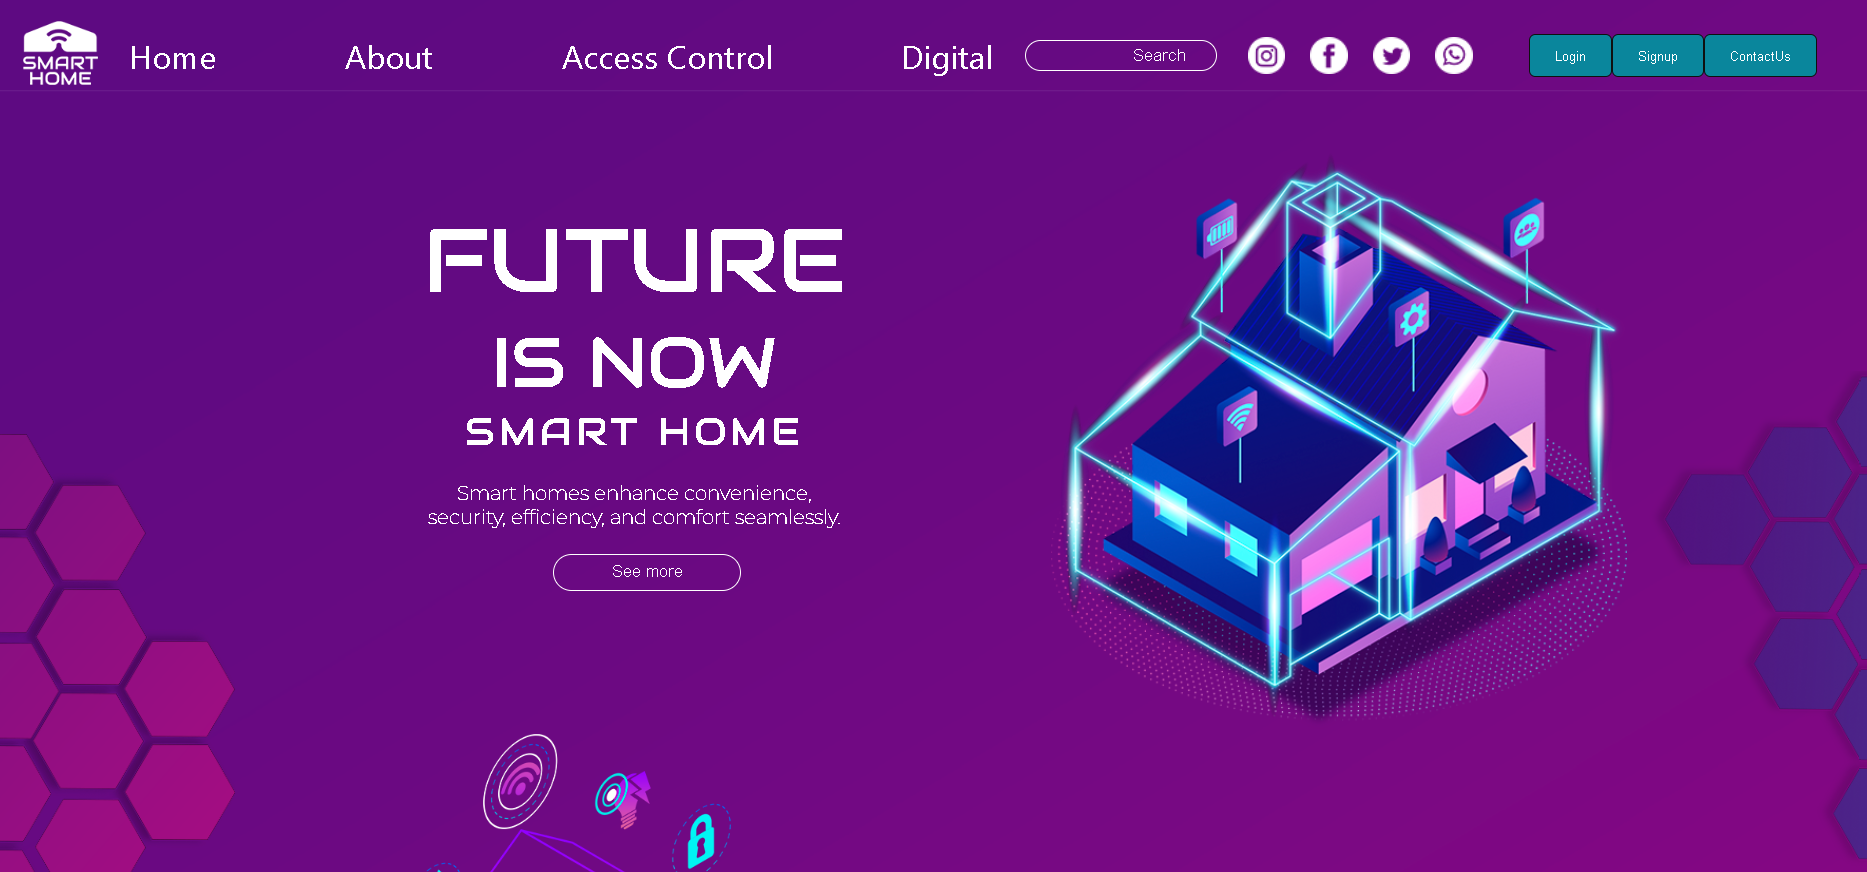 SMART
HOME
Home
About
Access Control
Digital
Search
Login
Signup
ContactUs
FUTURE
IS NOW
SMART HOME
Smart homes enhance convenience,
security, efficiency, and comfort seamlessly.
See more